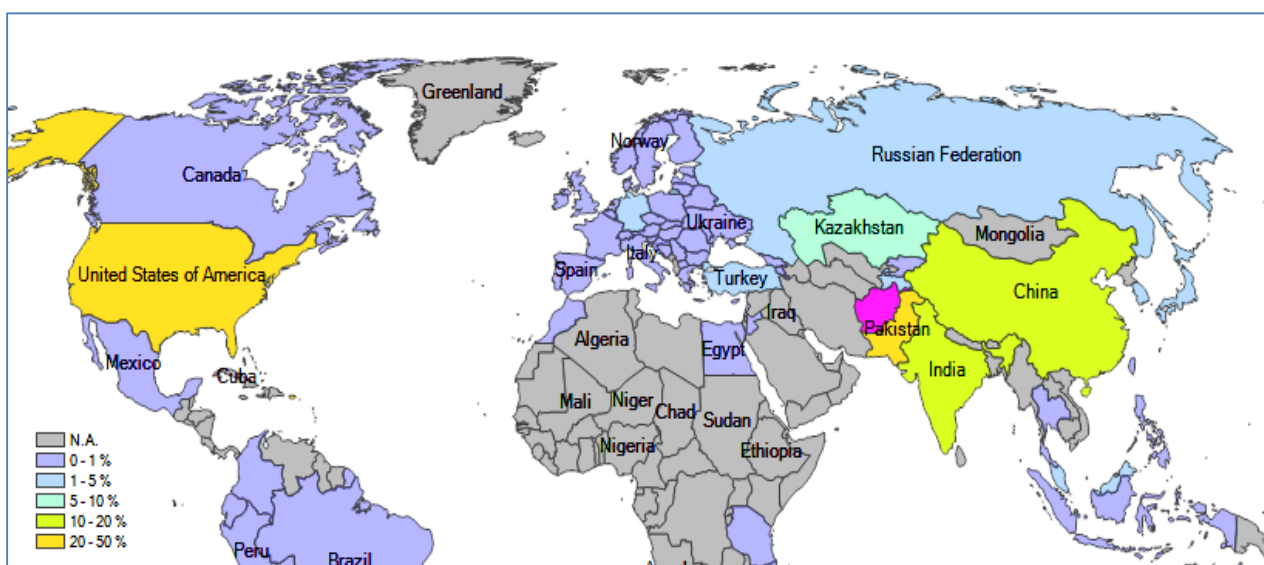 Greenland
Norway
Russian Federation
Canada
Ukraine
Kazakhstan
Mongolia
Italy
Spain
Turkey
United States of America
China
Iraq
Pakistan
Algeria
Egypt
Mexico
India
Cuba
Mali
Niger
Chad
Sudan
Nigeria
Ethiopia
N.A.
0 - 1 %
1 - 5 %
5 - 10 %
10 - 20 %
20 - 50 %
Peru
Brazil